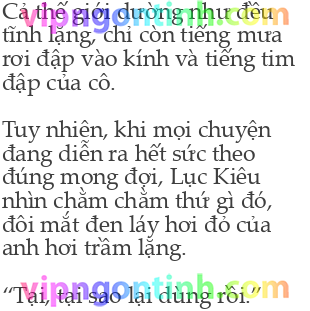 Cả thế giới dường như đều
vipngontinh.com
tĩnh lặng, chỉ còn tiếng mưa
rơi đập vào kính và tiếng tim
đập của cô.
Tuy nhiên, khi mọi chuyện
đang diễn ra hết sức theo
đúng mong đợi, Lục Kiêu
nhìn chằm chằm thứ gì đó,
đôi mắt đen láy hơi đỏ của
anh hơi trầm lặng.
vipngontinh.com
“Tại, tại sao lại dừng rồi.”